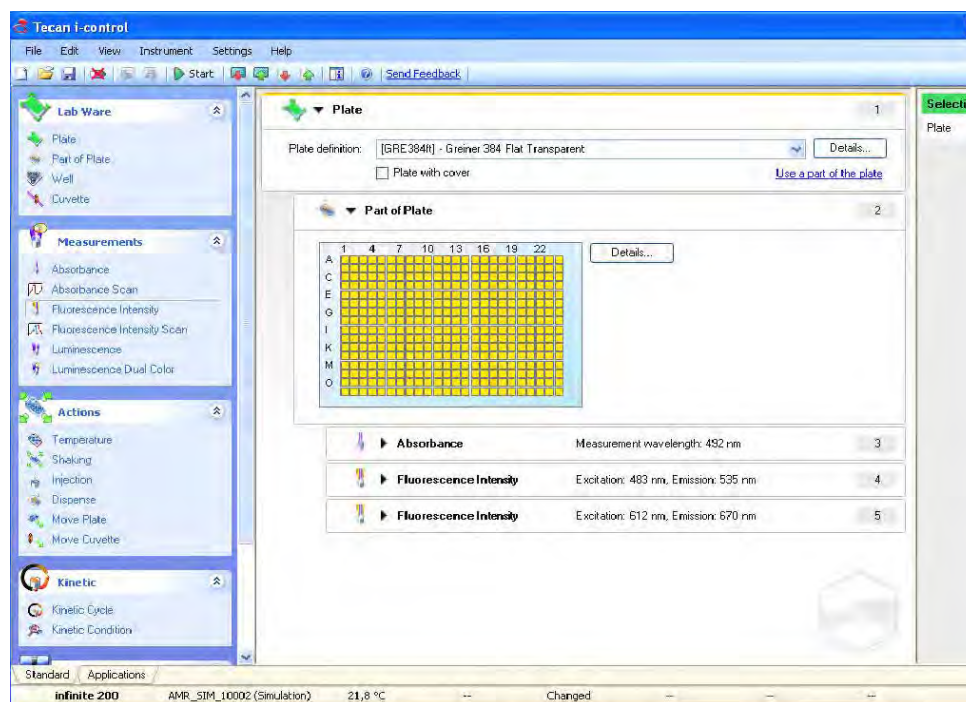 Tecan i-control
File Edit View Instrument Settings Help
Start Send Feedback
Lab Ware
Plate
Part of Plate
Well
Cuvette
Measurements
Absorbance
Absorbance Scan
Fluorescence Intensity
Fluorescence Intensity Scan
Luminescence
Luminescence Dual Color
Actions
Temperature
Shaking
Injection
Dispense
Move Plate
Move Cuvette
Kinetic
Kinetic Cycle
Kinetic Condition
Plate 1
Plate definition: [GRE384ft] - Greiner 384 Flat Transparent Details...
Plate with cover Use a part of the plate
Part of Plate 2
1 4 7 10 13 16 19 22
Details...
A
C
E
G
I
K
M
O
Absorbance Measurement wavelength: 492 nm 3
Fluorescence Intensity Excitation: 483 nm, Emission: 535 nm 4
Fluorescence Intensity Excitation: 612 nm, Emission: 670 nm 5
Selecti
Plate
Standard Applications
infinite 200 AMR_SIM_10002 (Simulation) 21,8 °C -- Changed -- -- --